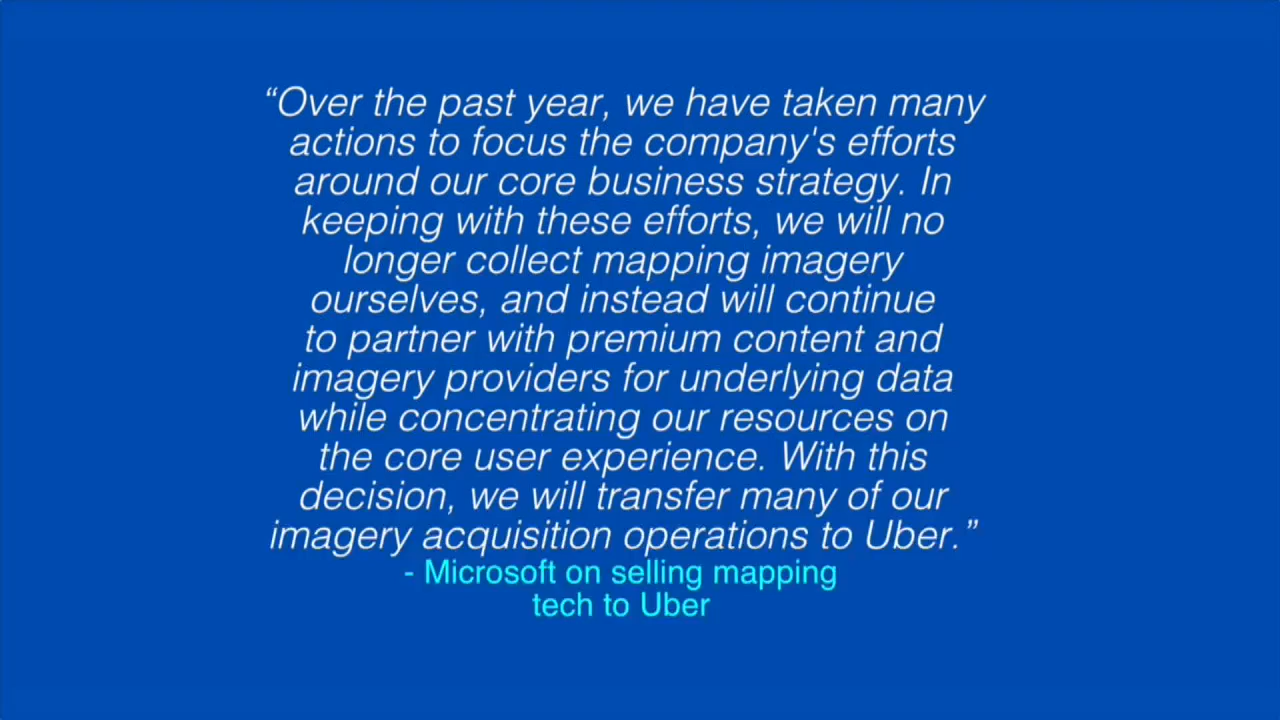 “Over the past year, we have taken many
actions to focus the company's efforts
around our core business strategy. In
keeping with these efforts, we will no
longer collect mapping imagery
ourselves, and instead will continue
to partner with premium content and
imagery providers for underlying data
while concentrating our resources on
the core user experience. With this
decision, we will transfer many of our
imagery acquisition operations to Uber.”
- Microsoft on selling mapping
tech to Uber